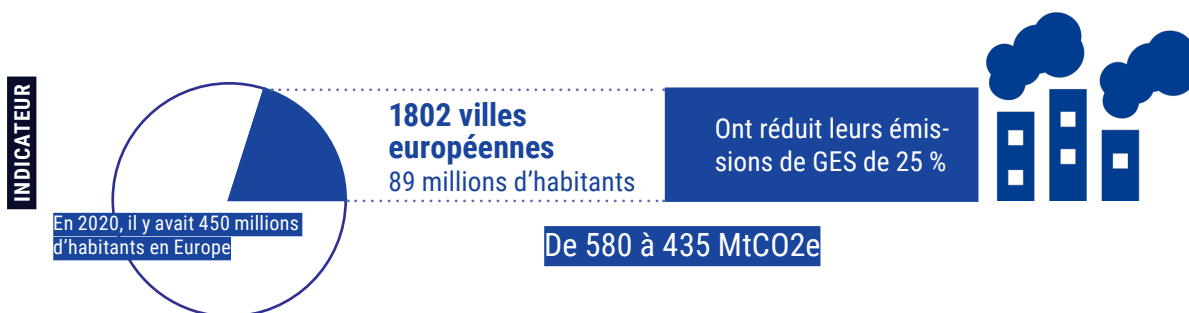 INDICATEUR
1802 villes
européennes
89 millions d’habitants
Ont réduit leurs émis-
sions de GES de 25 %
En 2020, il y avait 450 millions
d’habitants en Europe
De 580 à 435 MtCO2e